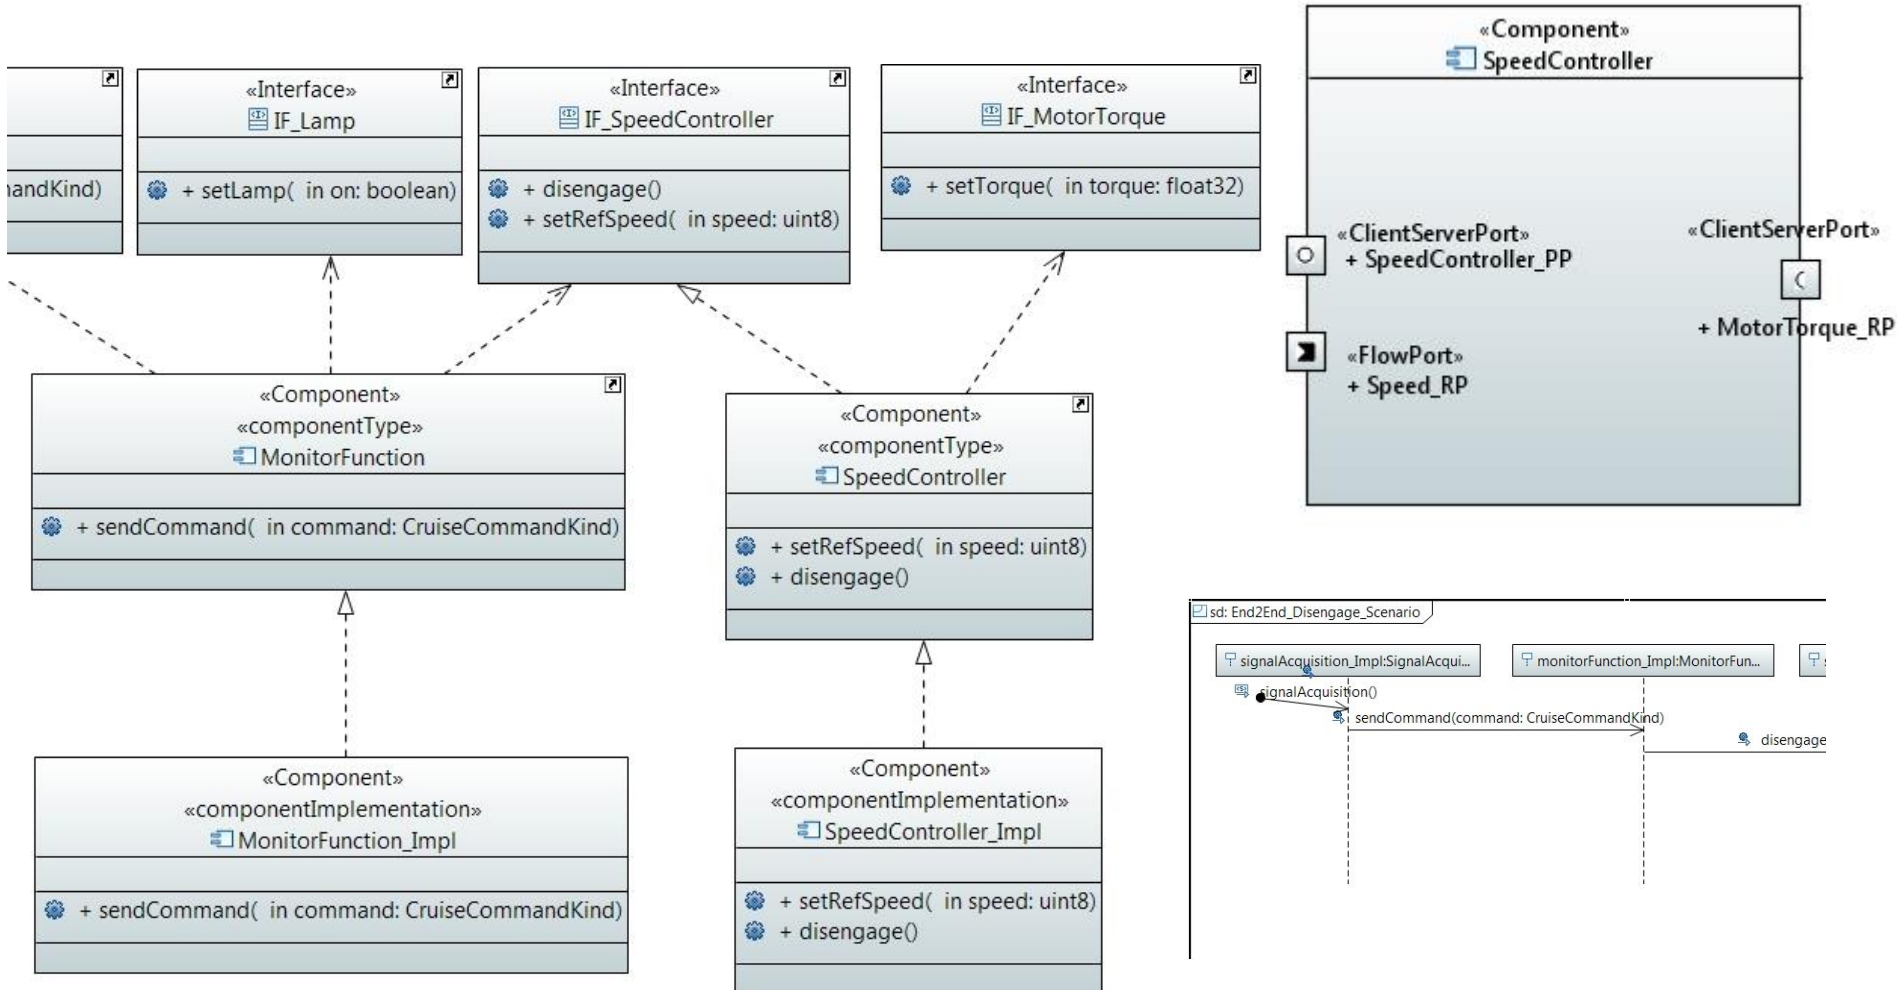 andKind)
«Interface»
IF_Lamp
+ setLamp( in on: boolean)
«Interface»
IF_SpeedController
+ disengage()
+ setRefSpeed( in speed: uint8)
«Interface»
IF_MotorTorque
+ setTorque( in torque: float32)
«Component»
SpeedController
«ClientServerPort»
+ SpeedController_PP
«ClientServerPort»
+ MotorTorque_RP
«FlowPort»
+ Speed_RP
«Component»
«componentType»
MonitorFunction
+ sendCommand( in command: CruiseCommandKind)
«Component»
«componentType»
SpeedController
+ setRefSpeed( in speed: uint8)
+ disengage()
«Component»
«componentImplementation»
MonitorFunction_Impl
+ sendCommand( in command: CruiseCommandKind)
«Component»
«componentImplementation»
SpeedController_Impl
+ setRefSpeed( in speed: uint8)
+ disengage()
sd: End2End_Disengage_Scenario
signalAcquisition_Impl:SignalAcqui...
monitorFunction_Impl:MonitorFun...
signalAcquisition()
sendCommand(command: CruiseCommandKind)
disengage